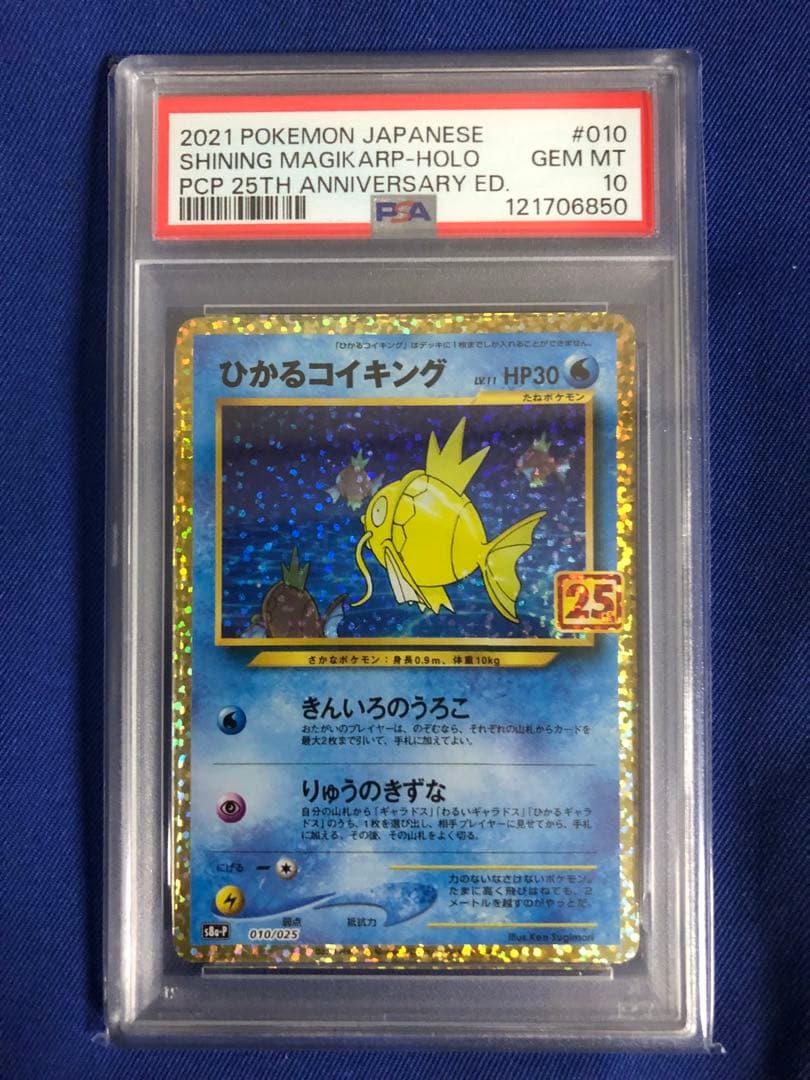 2021 POKEMON JAPANESE #010
SHINING MAGIKARP-HOLO GEM MT
PCP 25TH ANNIVERSARY ED. 10
PSA 121706850
「ひかるコイキング」はデッキに1枚までしか入れることができません。
ひかるコイキング LV.11 HP30
たねポケモン
25
さかなポケモン:身長0.9m、体重10kg
きんいろのうろこ
おたがいのプレイヤーは、のぞむなら、それぞれの山札からカードを
最大2枚まで引いて、手札に加えてよい。
りゅうのきずな
自分の山札から「ギャラドス」「わるいギャラドス」「ひかるギャラ
ドス」のうち、1枚を選び出し、相手プレイヤーに見せてから、手札
に加える。その後、その山札をよく切る。
にげる
力のないなさけないポケモン。
たまに高く飛びはねても、2
メートルを越すのがやっとだ。
弱点 抵抗力
s8a-P 010/025
Illus.Ken Sugimori